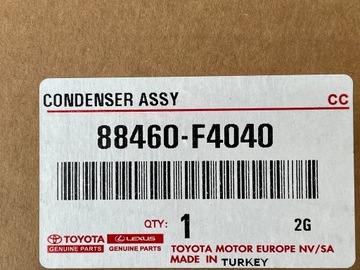 CONDENSER ASSY CC
88460-F4040
QTY: 1 2G
TOYOTA LEXUS TOYOTA MOTOR EUROPE NV/SA
GENUINE PARTS GENUINE PARTS MADE IN TURKEY